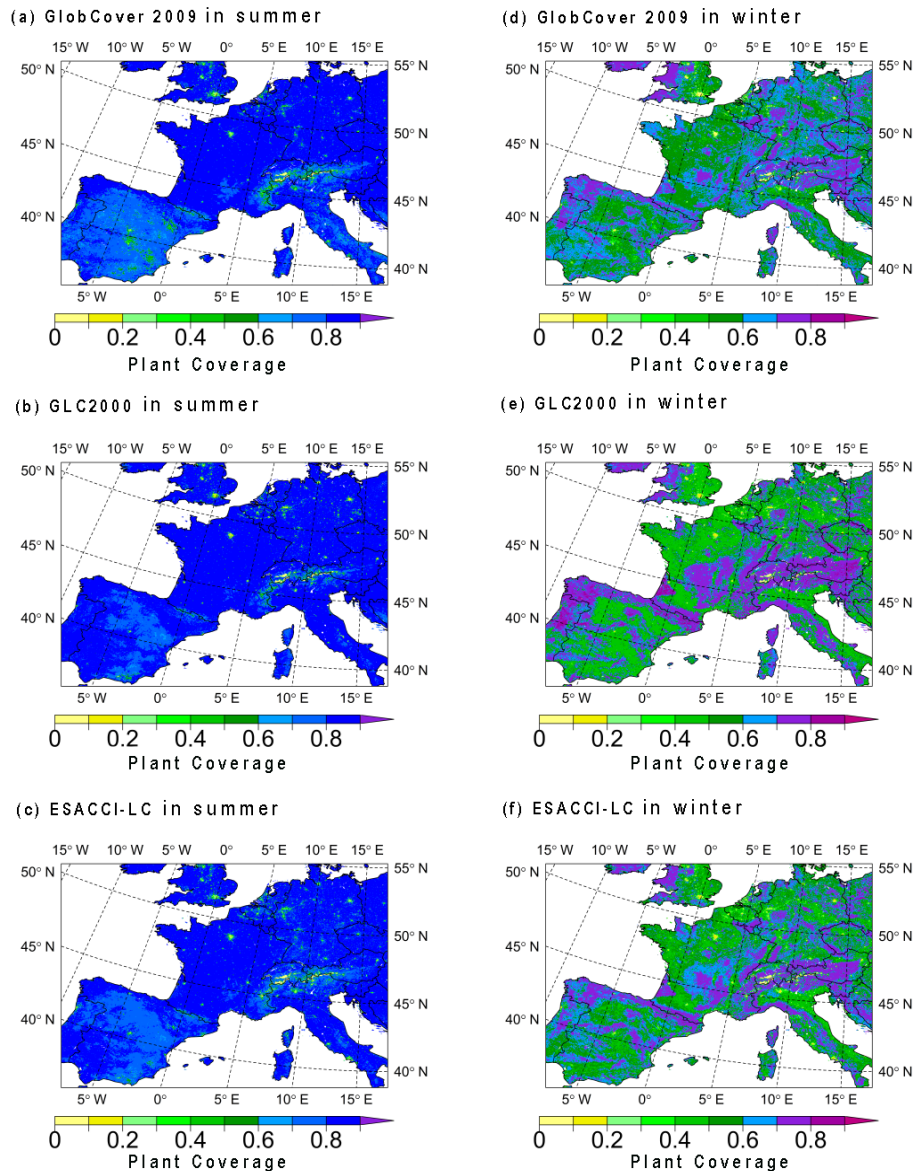 (a) GlobCover 2009 in summer
15° W 10° W 5° W 0° 5° E 10° E 15° E
50° N
45° N
40° N
55° N
50° N
45° N
40° N
5° W 0° 5° E 10° E 15° E
0 0.2 0.4 0.6 0.8
Plant Coverage
(d) GlobCover 2009 in winter
15° W 10° W 5° W 0° 5° E 10° E 15° E
50° N
45° N
40° N
55° N
50° N
45° N
40° N
5° W 0° 5° E 10° E 15° E
0 0.2 0.4 0.6 0.8
Plant Coverage
(b) GLC2000 in summer
15° W 10° W 5° W 0° 5° E 10° E 15° E
50° N
45° N
40° N
55° N
50° N
45° N
40° N
5° W 0° 5° E 10° E 15° E
0 0.2 0.4 0.6 0.8
Plant Coverage
(e) GLC2000 in winter
15° W 10° W 5° W 0° 5° E 10° E 15° E
50° N
45° N
40° N
55° N
50° N
45° N
40° N
5° W 0° 5° E 10° E 15° E
0 0.2 0.4 0.6 0.8
Plant Coverage
(c) ESACCI-LC in summer
15° W 10° W 5° W 0° 5° E 10° E 15° E
50° N
45° N
40° N
55° N
50° N
45° N
40° N
5° W 0° 5° E 10° E 15° E
0 0.2 0.4 0.6 0.8
Plant Coverage
(f) ESACCI-LC in winter
15° W 10° W 5° W 0° 5° E 10° E 15° E
50° N
45° N
40° N
55° N
50° N
45° N
40° N
5° W 0° 5° E 10° E 15° E
0 0.2 0.4 0.6 0.8
Plant Coverage